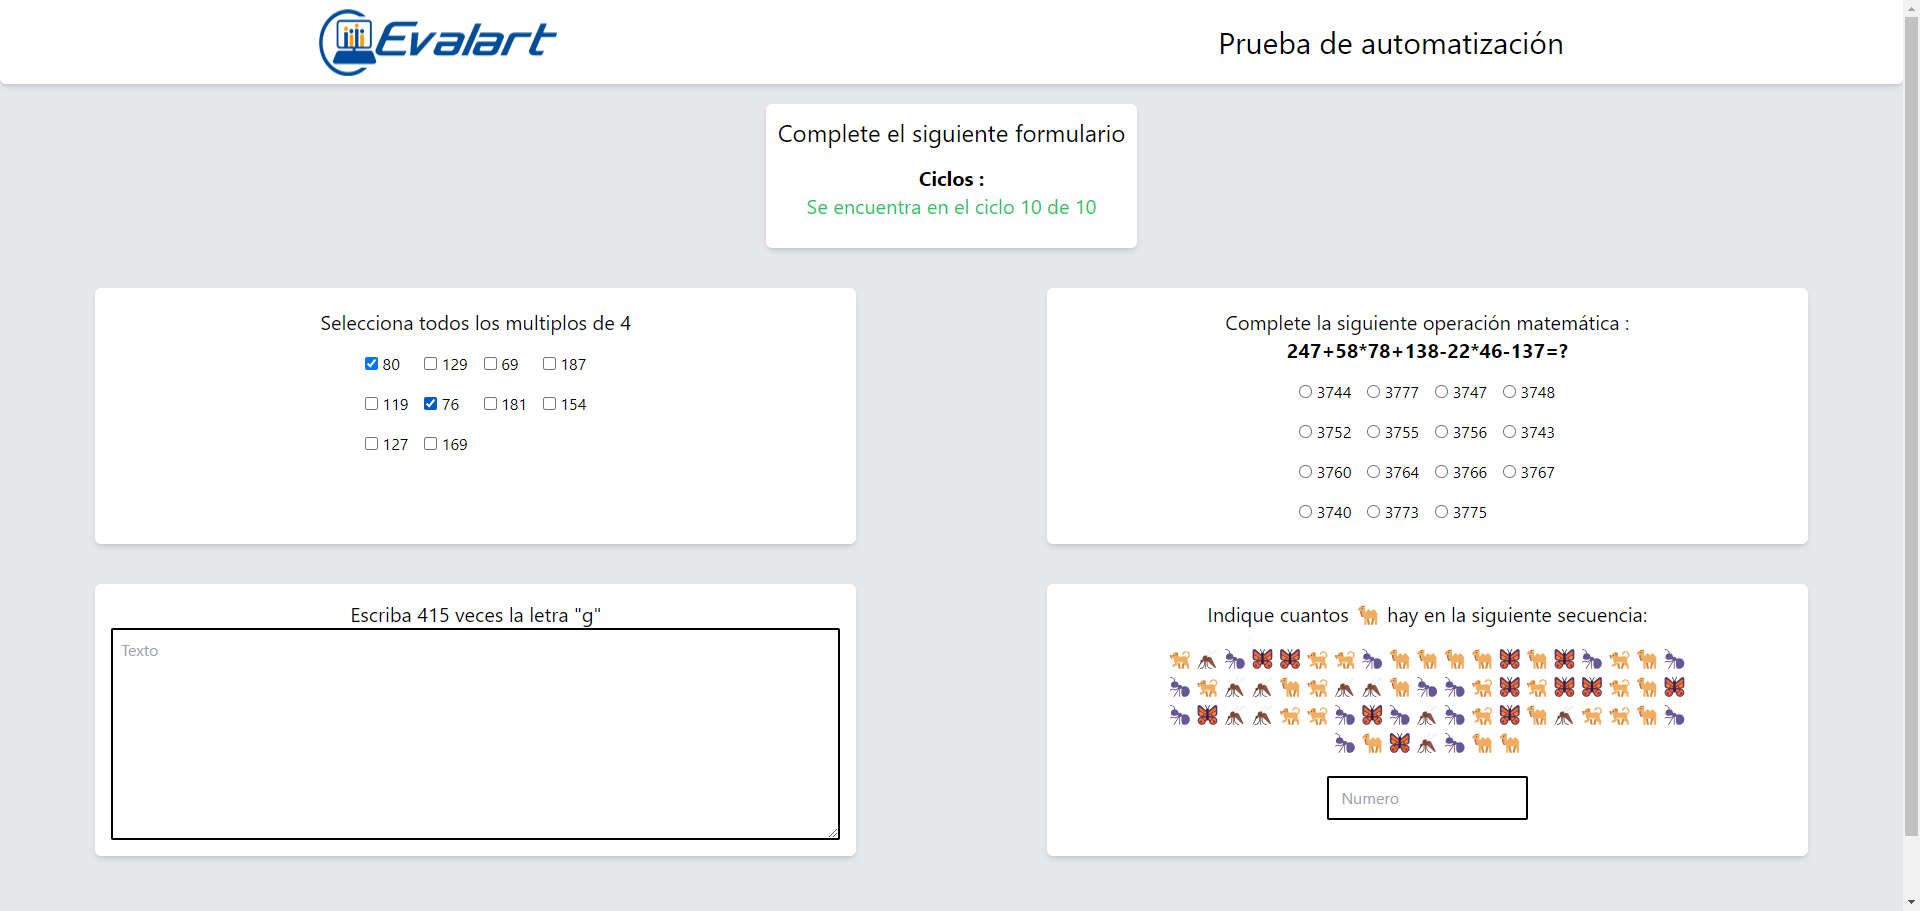 Evalart
Prueba de automatización
Complete el siguiente formulario
Ciclos :
Se encuentra en el ciclo 10 de 10
Selecciona todos los multiplos de 4
80 129 69 187
119 76 181 154
127 169
Complete la siguiente operación matemática :
247+58*78+138-22*46-137=?
3744 3777 3747 3748
3752 3755 3756 3743
3760 3764 3766 3767
3740 3773 3775
Escriba 415 veces la letra "g"
Texto
Indique cuantos 🐪 hay en la siguiente secuencia:
Numero